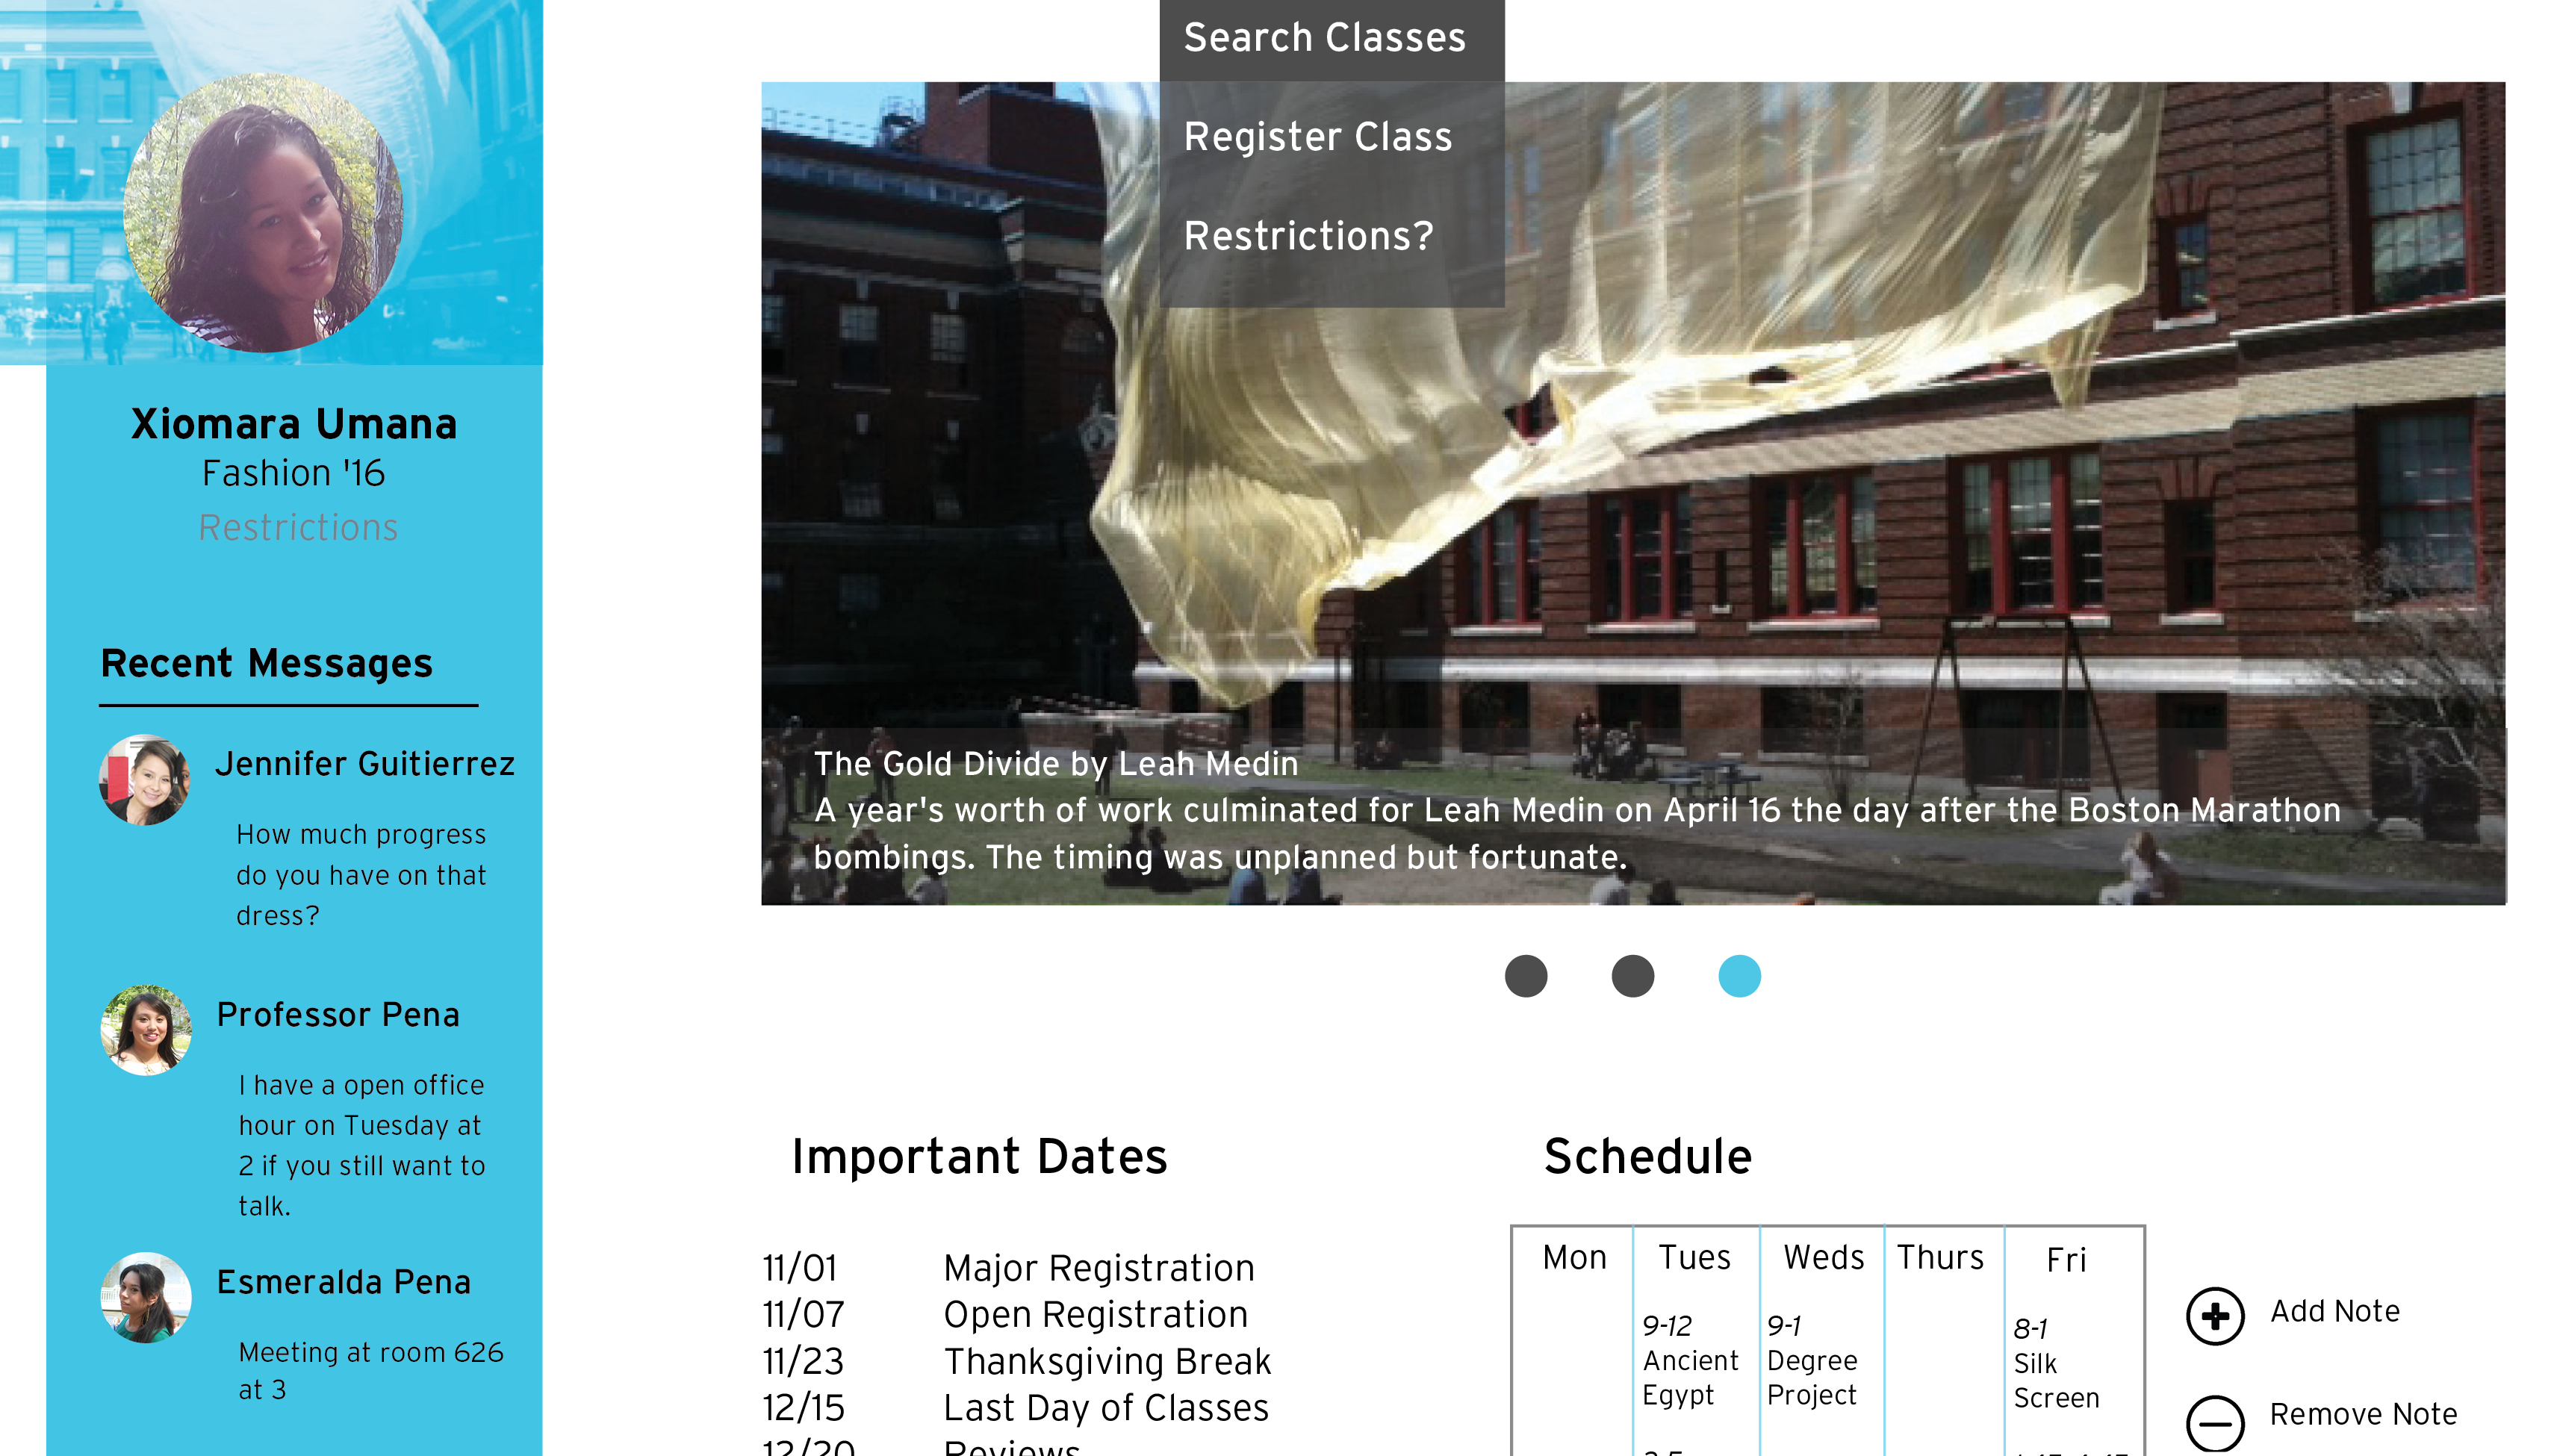 Search Classes
Register Class
Restrictions?
Xiomara Umana
Fashion '16
Restrictions
Recent Messages
Jennifer Guitierrez
How much progress
do you have on that
dress?
Professor Pena
I have a open office
hour on Tuesday at
2 if you still want to
talk.
Esmeralda Pena
Meeting at room 626
at 3
The Gold Divide by Leah Medin
A year's worth of work culminated for Leah Medin on April 16 the day after the Boston Marathon
bombings. The timing was unplanned but fortunate.
Important Dates
11/01 Major Registration
11/07 Open Registration
11/23 Thanksgiving Break
12/15 Last Day of Classes
12/20 Reviews
Schedule
Mon Tues Weds Thurs Fri
9-12
Ancient
Egypt
9-1
Degree
Project
8-1
Silk
Screen
Add Note
Remove Note